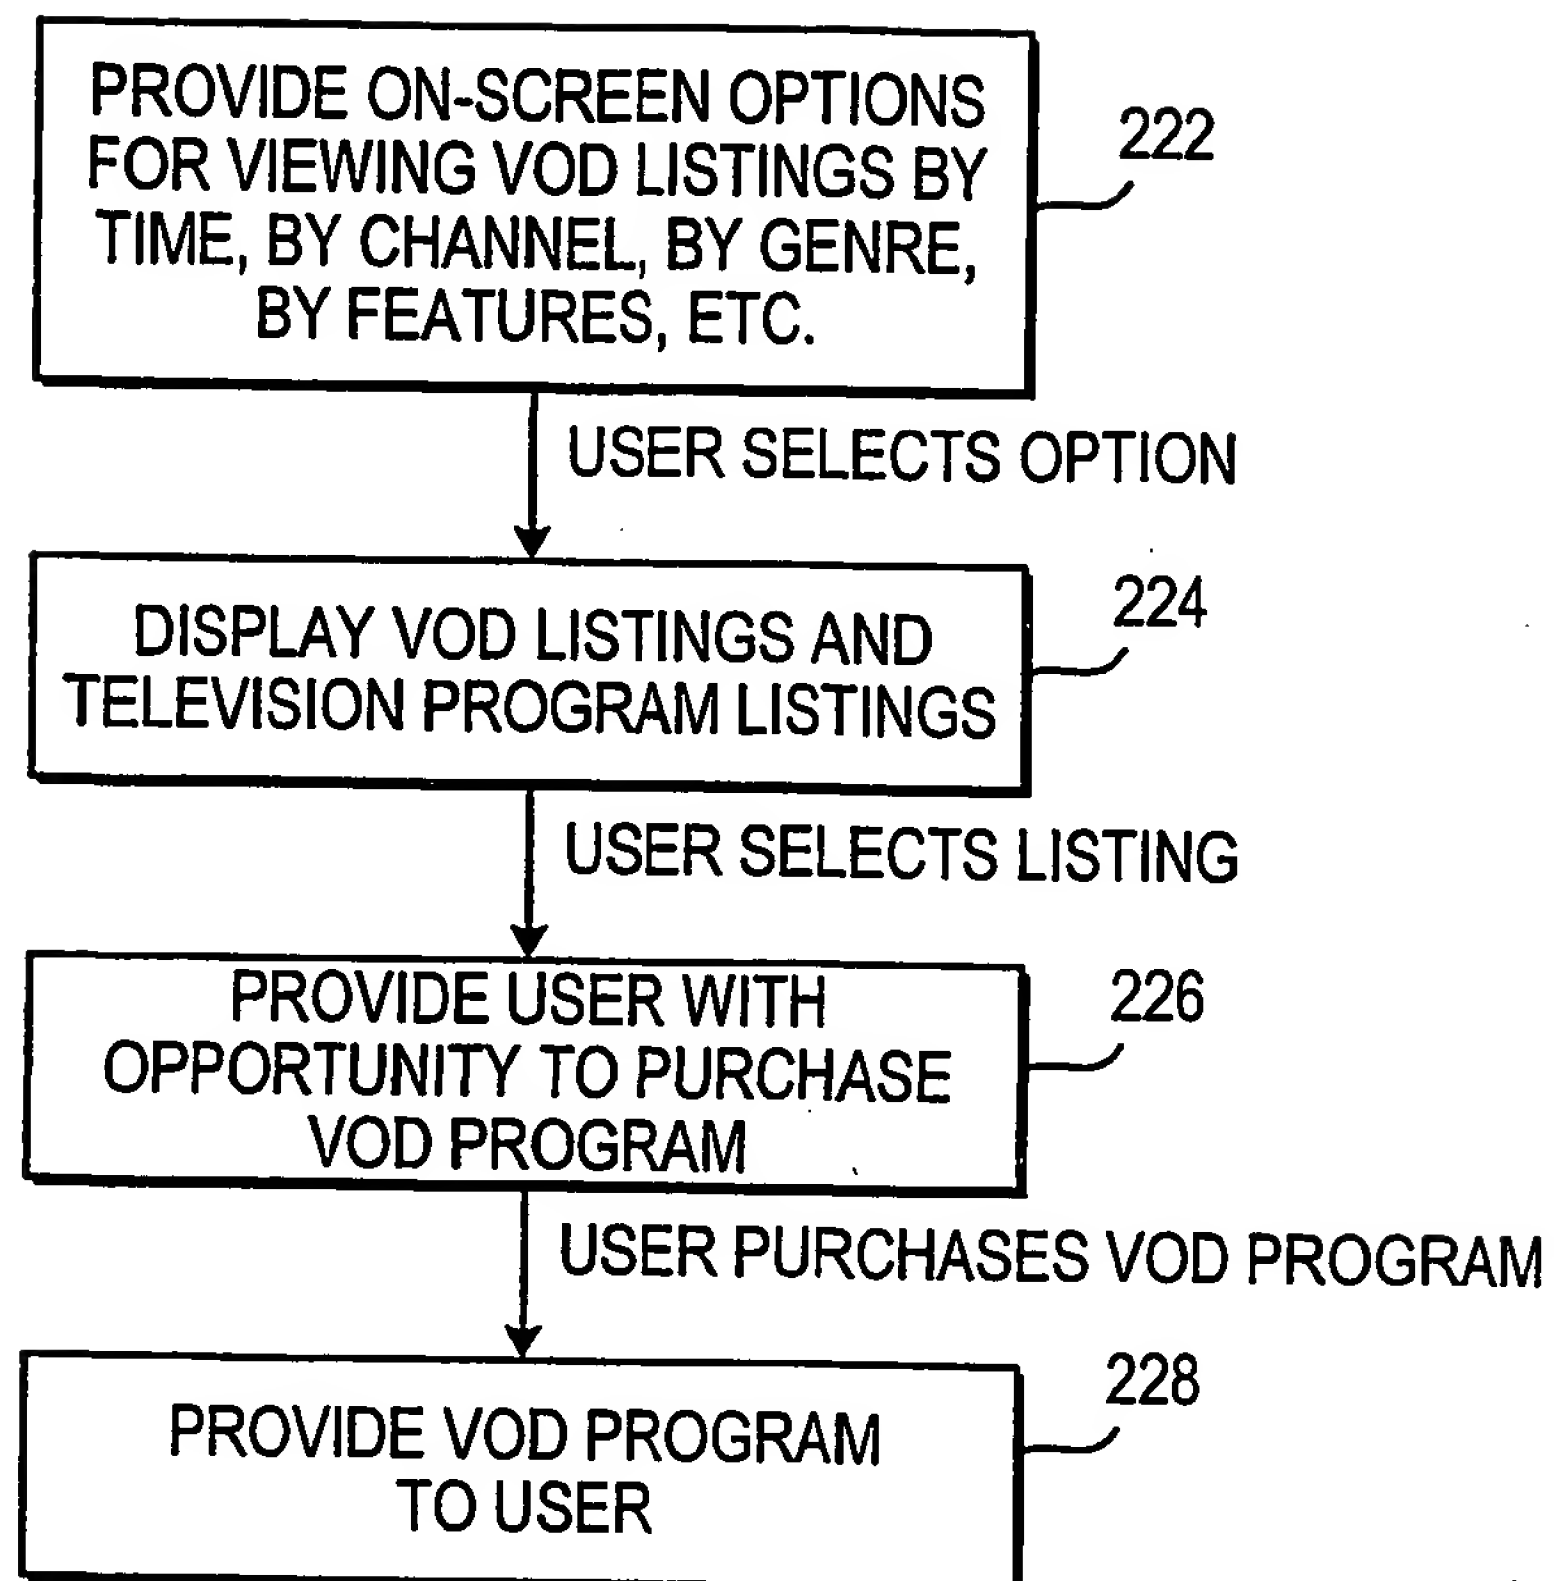 PROVIDE ON-SCREEN OPTIONS
FOR VIEWING VOD LISTINGS BY
TIME, BY CHANNEL, BY GENRE,
BY FEATURES, ETC.
222
USER SELECTS OPTION
DISPLAY VOD LISTINGS AND
TELEVISION PROGRAM LISTINGS
224
USER SELECTS LISTING
PROVIDE USER WITH
OPPORTUNITY TO PURCHASE
VOD PROGRAM
226
USER PURCHASES VOD PROGRAM
PROVIDE VOD PROGRAM
TO USER
228